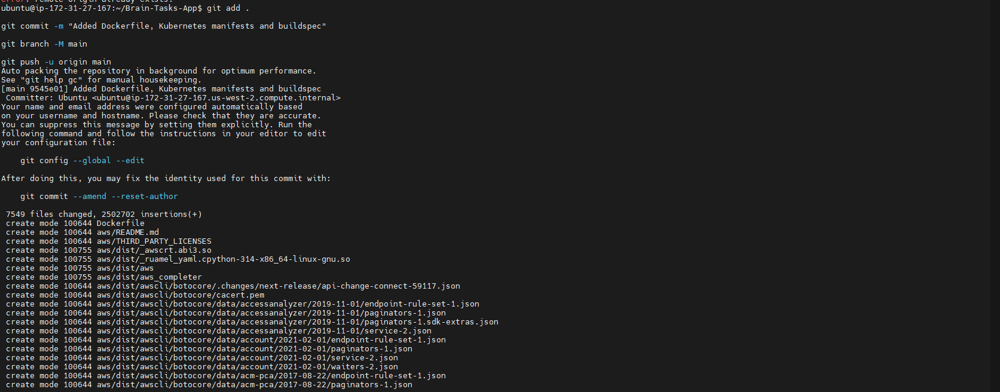 error: remote origin already exists.
ubuntu@ip-172-31-27-167:~/Brain-Tasks-App$ git add .
git commit -m "Added Dockerfile, Kubernetes manifests and buildspec"
git branch -M main
git push -u origin main
Auto packing the repository in background for optimum performance.
See "git help gc" for manual housekeeping.
[main 9545e01] Added Dockerfile, Kubernetes manifests and buildspec
 Committer: Ubuntu <ubuntu@ip-172-31-27-167.us-west-2.compute.internal>
Your name and email address were configured automatically based
on your username and hostname. Please check that they are accurate.
You can suppress this message by setting them explicitly. Run the
following command and follow the instructions in your editor to edit
your configuration file:
    git config --global --edit
After doing this, you may fix the identity used for this commit with:
    git commit --amend --reset-author
 7549 files changed, 2502702 insertions(+)
 create mode 100644 Dockerfile
 create mode 100644 aws/README.md
 create mode 100644 aws/THIRD_PARTY_LICENSES
 create mode 100755 aws/dist/_awscrt.abi3.so
 create mode 100755 aws/dist/_ruamel_yaml.cpython-314-x86_64-linux-gnu.so
 create mode 100755 aws/dist/aws
 create mode 100755 aws/dist/aws_completer
 create mode 100644 aws/dist/awscli/botocore/.changes/next-release/api-change-connect-59117.json
 create mode 100644 aws/dist/awscli/botocore/cacert.pem
 create mode 100644 aws/dist/awscli/botocore/data/accessanalyzer/2019-11-01/endpoint-rule-set-1.json
 create mode 100644 aws/dist/awscli/botocore/data/accessanalyzer/2019-11-01/paginators-1.json
 create mode 100644 aws/dist/awscli/botocore/data/accessanalyzer/2019-11-01/paginators-1.sdk-extras.json
 create mode 100644 aws/dist/awscli/botocore/data/accessanalyzer/2019-11-01/service-2.json
 create mode 100644 aws/dist/awscli/botocore/data/account/2021-02-01/endpoint-rule-set-1.json
 create mode 100644 aws/dist/awscli/botocore/data/account/2021-02-01/paginators-1.json
 create mode 100644 aws/dist/awscli/botocore/data/account/2021-02-01/service-2.json
 create mode 100644 aws/dist/awscli/botocore/data/account/2021-02-01/waiters-2.json
 create mode 100644 aws/dist/awscli/botocore/data/acm-pca/2017-08-22/endpoint-rule-set-1.json
 create mode 100644 aws/dist/awscli/botocore/data/acm-pca/2017-08-22/paginators-1.json